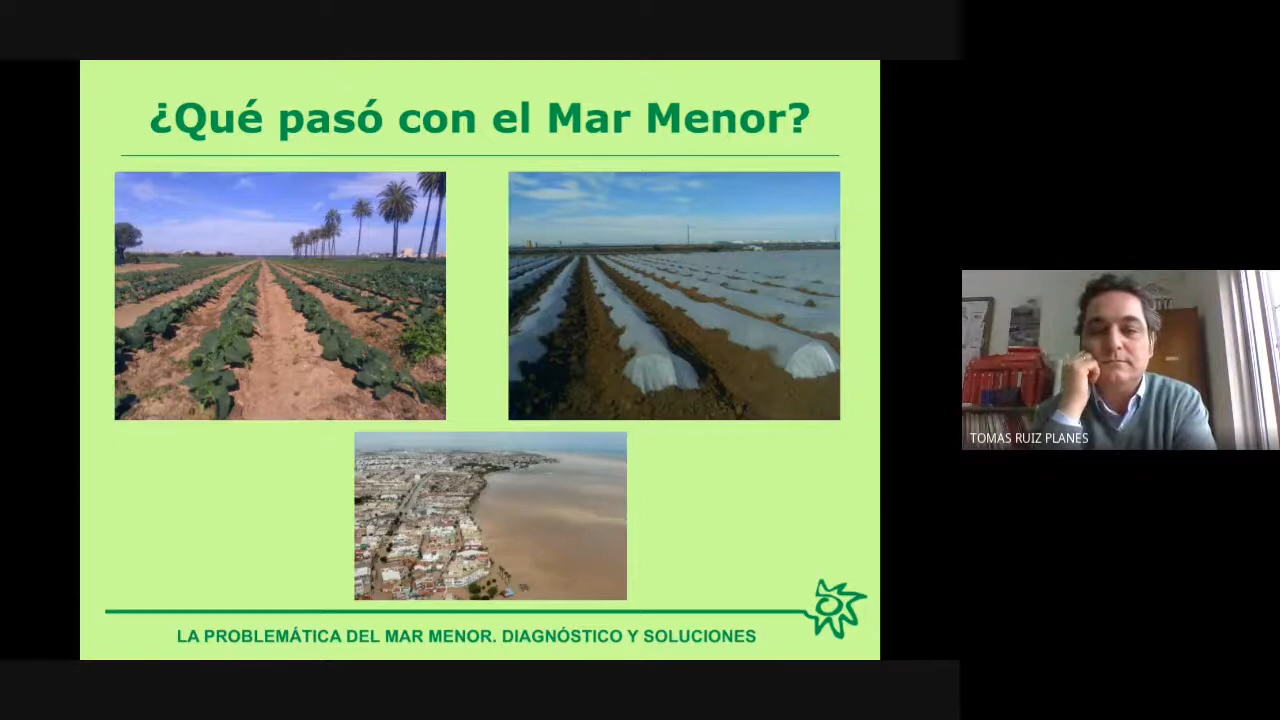 ¿Qué pasó con el Mar Menor?
LA PROBLEMÁTICA DEL MAR MENOR. DIAGNÓSTICO Y SOLUCIONES
TOMAS RUIZ PLANES